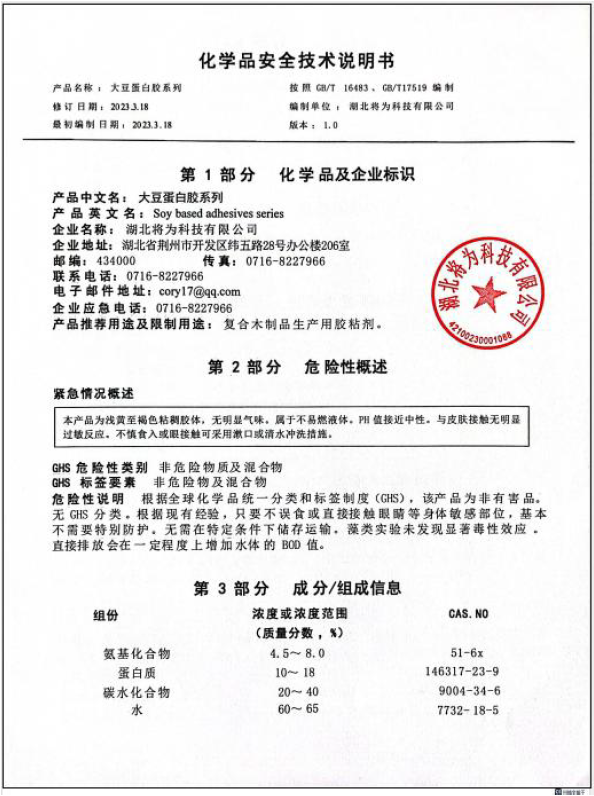 化学品安全技术说明书
产品名称：大豆蛋白胶系列 按照 GB/T 16483、GB/T17519 编制
修订日期：2023.3.18 编制单位：湖北将为科技有限公司
最初编制日期：2023.3.18 版本：1.0
第 1 部分 化学品及企业标识
产品中文名：大豆蛋白胶系列
产品英文名：Soy based adhesives series
企业名称：湖北将为科技有限公司
企业地址：湖北省荆州市开发区纬五路28号办公楼206室
邮编：434000 传真：0716-8227966
联系电话：0716-8227966
电子邮件地址：cory17@qq.com
企业应急电话：0716-8227966
产品推荐用途及限制用途：复合木制品生产用胶粘剂。
湖北将为科技有限公司
42100230001088
第 2 部分 危险性概述
紧急情况概述
本产品为浅黄至褐色粘稠胶体，无明显气味。属于不易燃液体。PH 值接近中性。与皮肤接触无明显
过敏反应。不慎食入或眼接触可采用漱口或清水冲洗措施。
GHS 危险性类别 非危险物质及混合物
GHS 标签要素 非危险物及混合物
危险性说明 根据全球化学品统一分类和标签制度（GHS），该产品为非有害品。
无 GHS 分类。根据现有经验，只要不误食或直接接触眼睛等身体敏感部位，基本
不需要特别防护。无需在特定条件下储存运输。藻类实验未发现显著毒性效应。
直接排放会在一定程度上增加水体的 BOD 值。
第 3 部分 成分/组成信息
组份 浓度或浓度范围 CAS.NO
（质量分数，%）
氨基化合物 4.5～8.0 51-6x
蛋白质 10～18 146317-23-9
碳水化合物 20～40 9004-34-6
水 60～65 7732-18-5